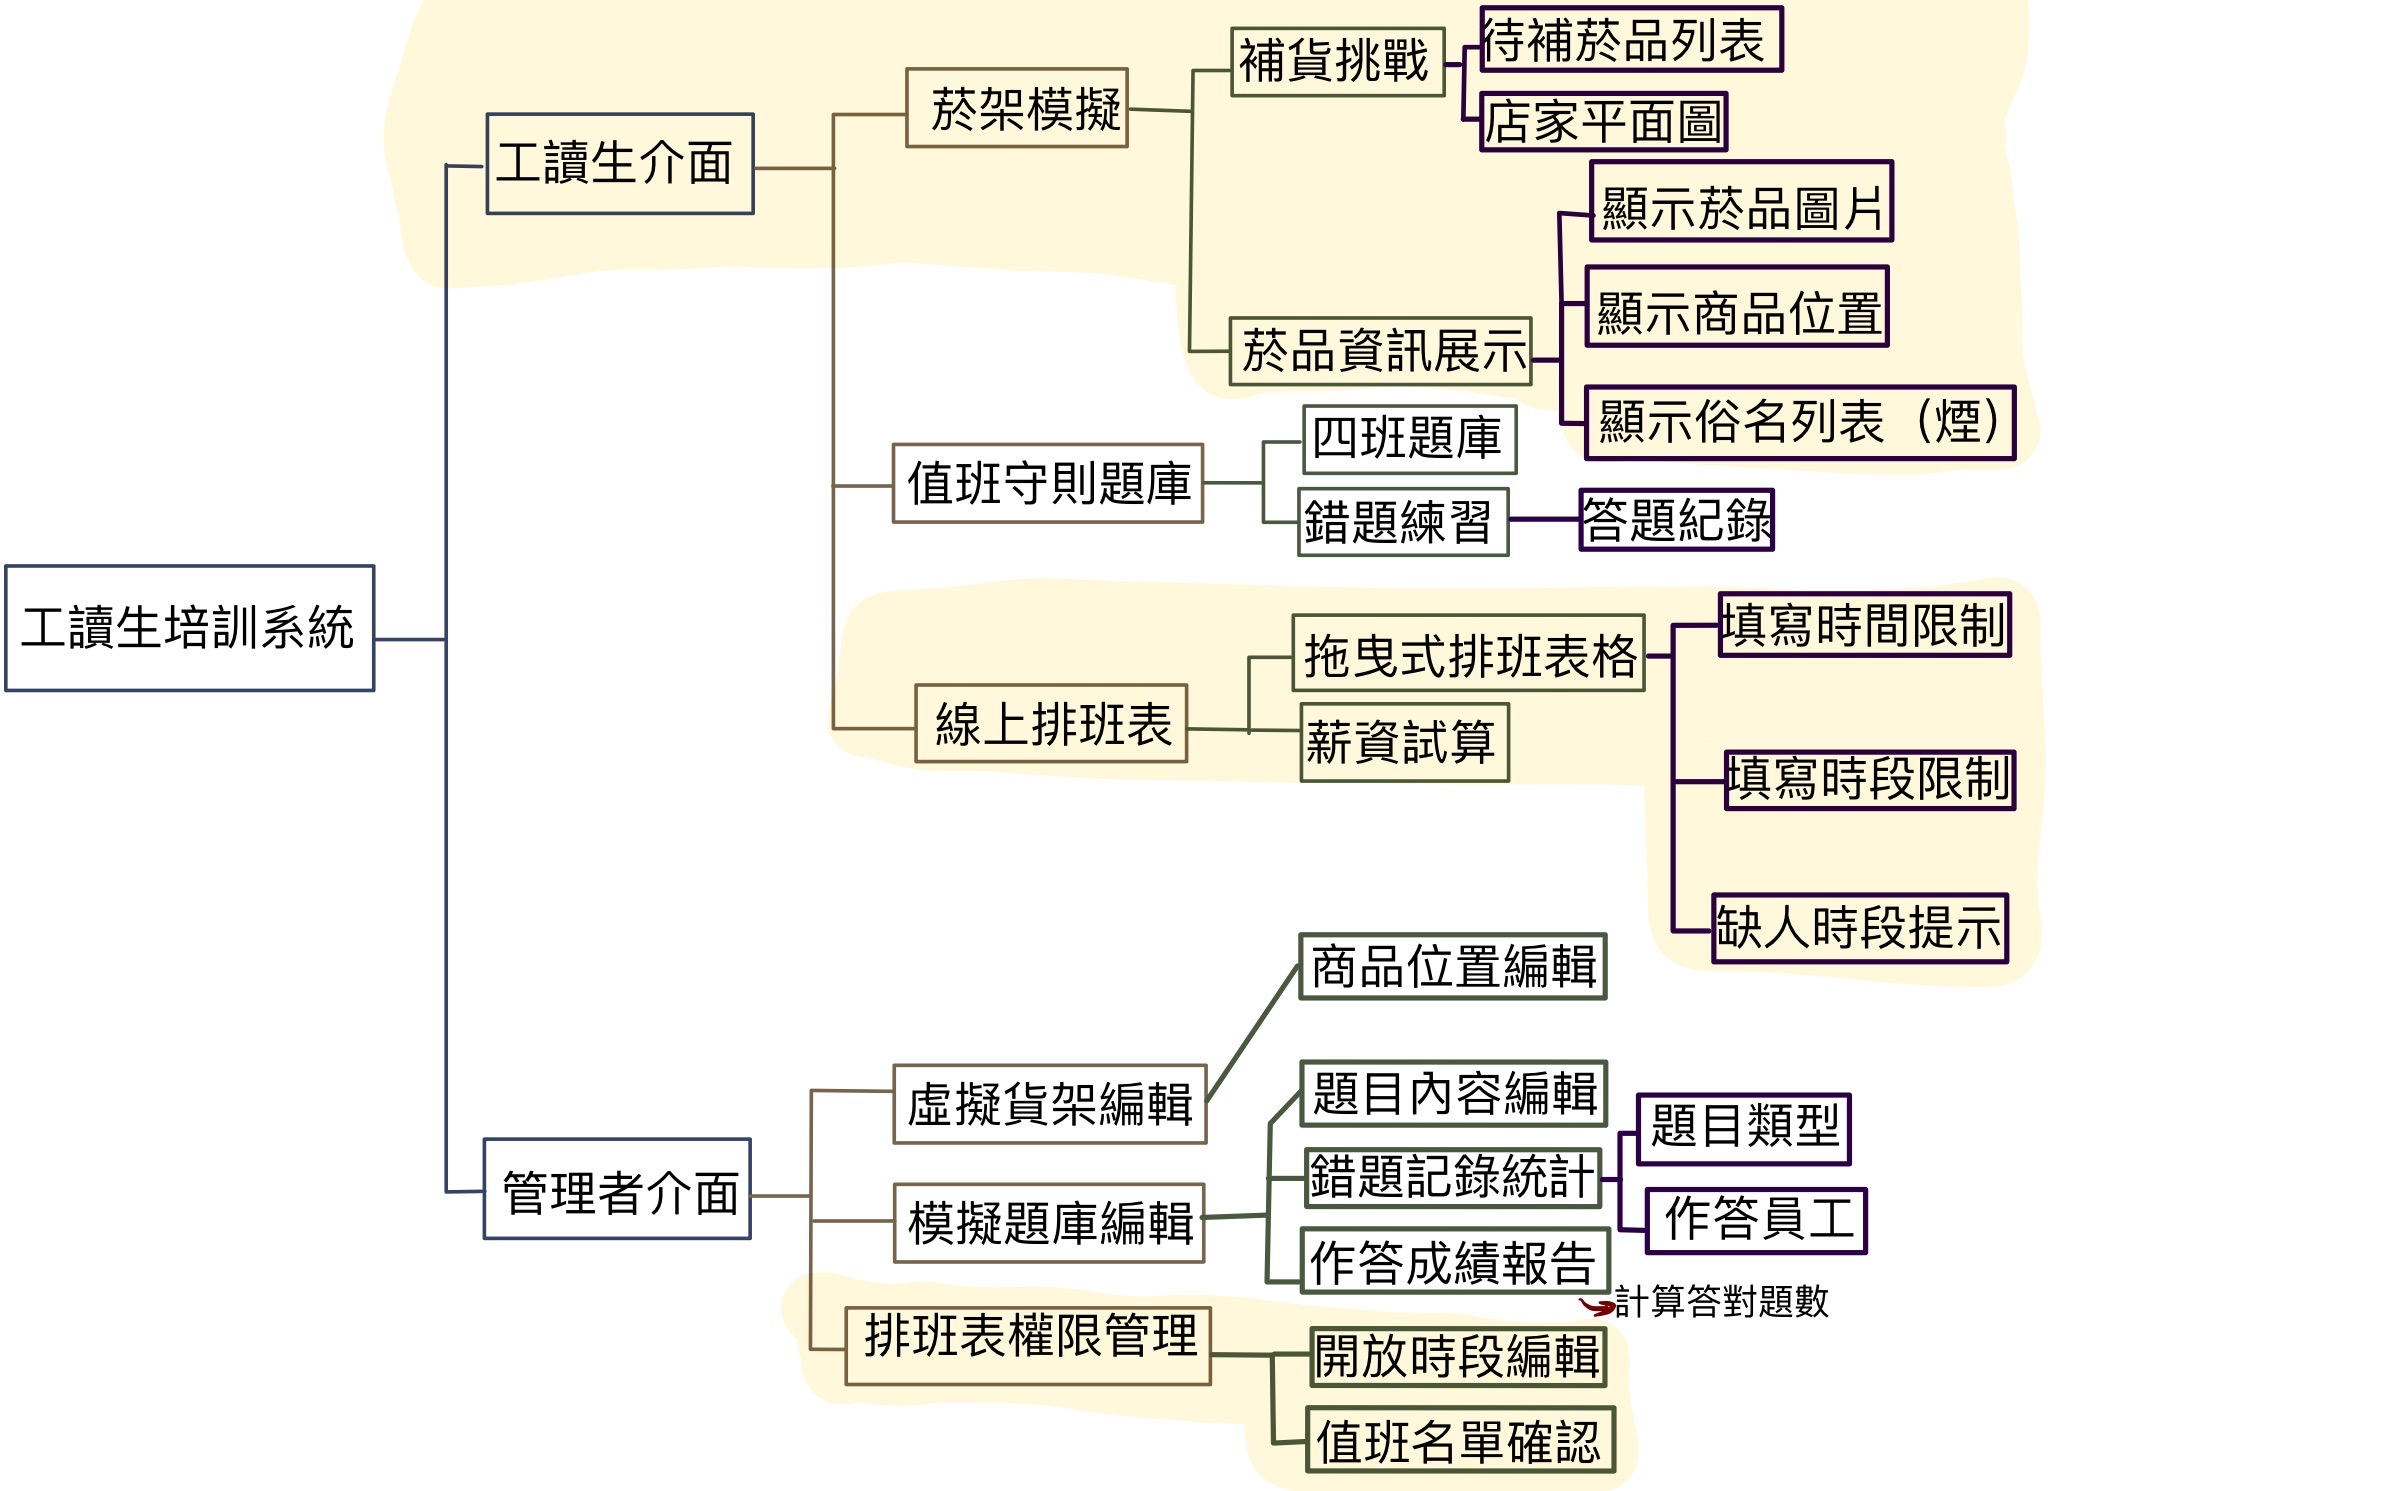 工讀生培訓系統
工讀生介面
菸架模擬
補貨挑戰
待補菸品列表
店家平面圖
菸品資訊展示
顯示菸品圖片
顯示商品位置
顯示俗名列表（煙）
值班守則題庫
四班題庫
錯題練習
答題紀錄
線上排班表
拖曳式排班表格
填寫時間限制
填寫時段限制
缺人時段提示
薪資試算
管理者介面
虛擬貨架編輯
商品位置編輯
模擬題庫編輯
題目內容編輯
錯題記錄統計
題目類型
作答員工
作答成績報告
計算答對題數
排班表權限管理
開放時段編輯
值班名單確認